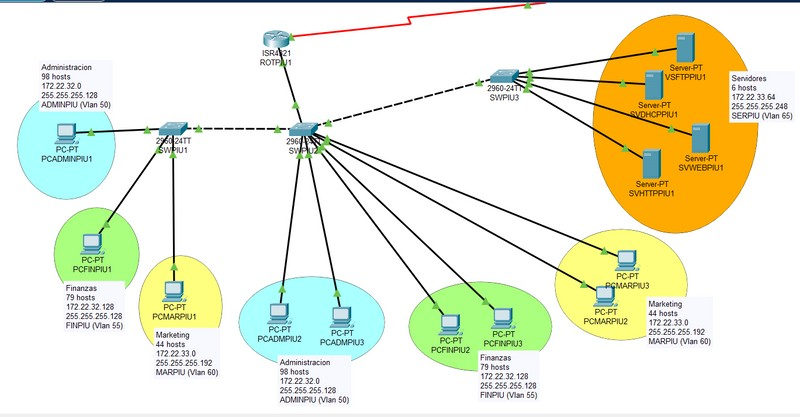 ISR4321
ROTPIU1
Administracion
98 hosts
172.22.32.0
255.255.255.128
ADMINPIU (Vlan 50)
PC-PT
PCADMINPIU1
2960-24TT
SWPIU1
2960-24TT
SWPIU2
2960-24TT
SWPIU3
Server-PT
VSFTPPIU1
Server-PT
SVDHCPPIU1
Server-PT
SVWEBPIU1
Server-PT
SVHTTPPIU1
Servidores
6 hosts
172.22.33.64
255.255.255.248
SERPIU (Vlan 65)
PC-PT
PCFINPIU1
Finanzas
79 hosts
172.22.32.128
255.255.255.128
FINPIU (Vlan 55)
PC-PT
PCMARPIU1
Marketing
44 hosts
172.22.33.0
255.255.255.192
MARPIU (Vlan 60)
PC-PT
PCADMPIU2
PC-PT
PCADMPIU3
Administracion
98 hosts
172.22.32.0
255.255.255.128
ADMINPIU (Vlan 50)
PC-PT
PCFINPIU2
PC-PT
PCFINPIU3
Finanzas
79 hosts
172.22.32.128
255.255.255.128
FINPIU (Vlan 55)
PC-PT
PCMARPIU3
PC-PT
PCMARPIU2
Marketing
44 hosts
172.22.33.0
255.255.255.192
MARPIU (Vlan 60)